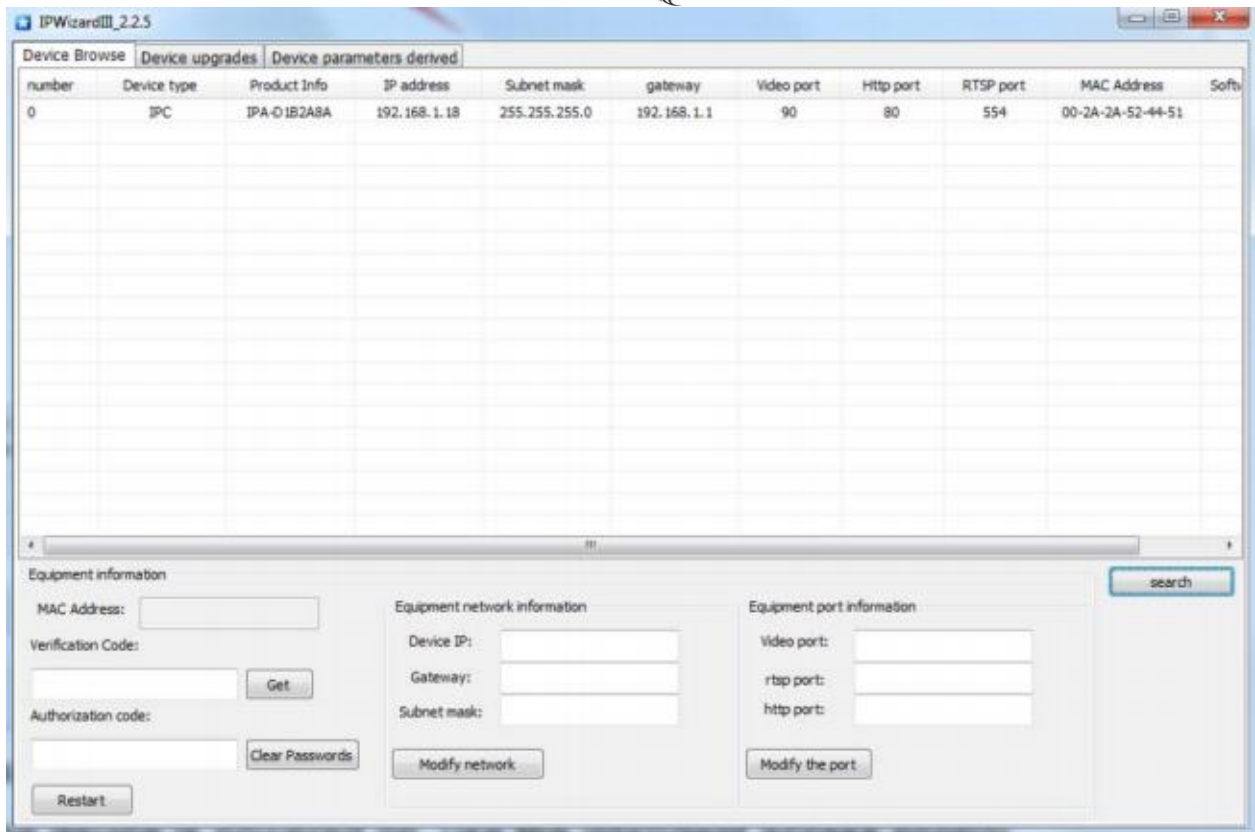 IPWizardIII_2.2.5
Device Browse Device upgrades Device parameters derived
number Device type Product Info IP address Subnet mask gateway Video port Http port RTSP port MAC Address Softw
0 IPC IPA-D1B2A8A 192.168.1.18 255.255.255.0 192.168.1.1 90 80 554 00-2A-2A-52-44-51
Equipment information
search
MAC Address:
Equipment network information
Equipment port information
Verification Code:
Device IP:
Video port:
Get
Gateway:
rtsp port:
Authorization code:
Subnet mask:
http port:
Clear Passwords
Modify network
Modify the port
Restart